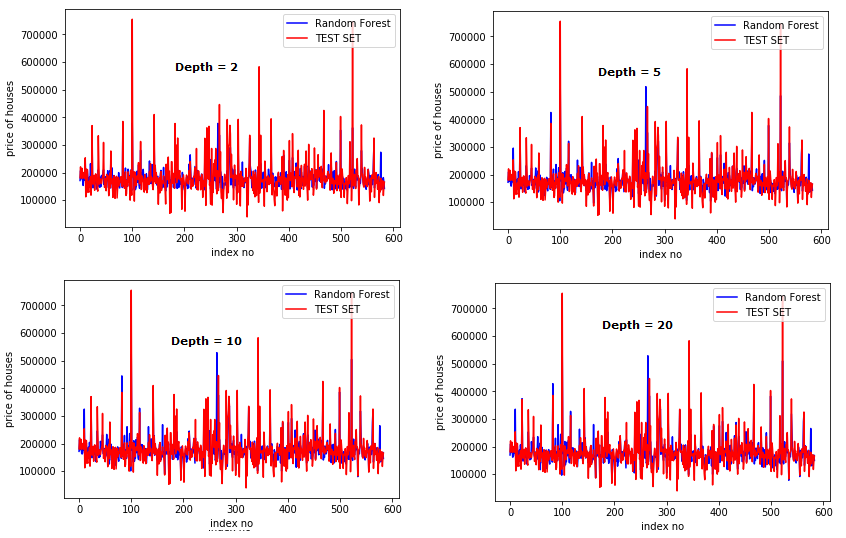 Random Forest
TEST SET
Depth = 2
price of houses
700000
600000
500000
400000
300000
200000
100000
0
100
200
300
400
500
600
index no
Random Forest
TEST SET
Depth = 5
price of houses
700000
600000
500000
400000
300000
200000
100000
0
100
200
300
400
500
600
index no
Random Forest
TEST SET
Depth = 10
price of houses
700000
600000
500000
400000
300000
200000
100000
0
100
200
300
400
500
600
index no
Random Forest
TEST SET
Depth = 20
price of houses
700000
600000
500000
400000
300000
200000
100000
0
100
200
300
400
500
600
index no